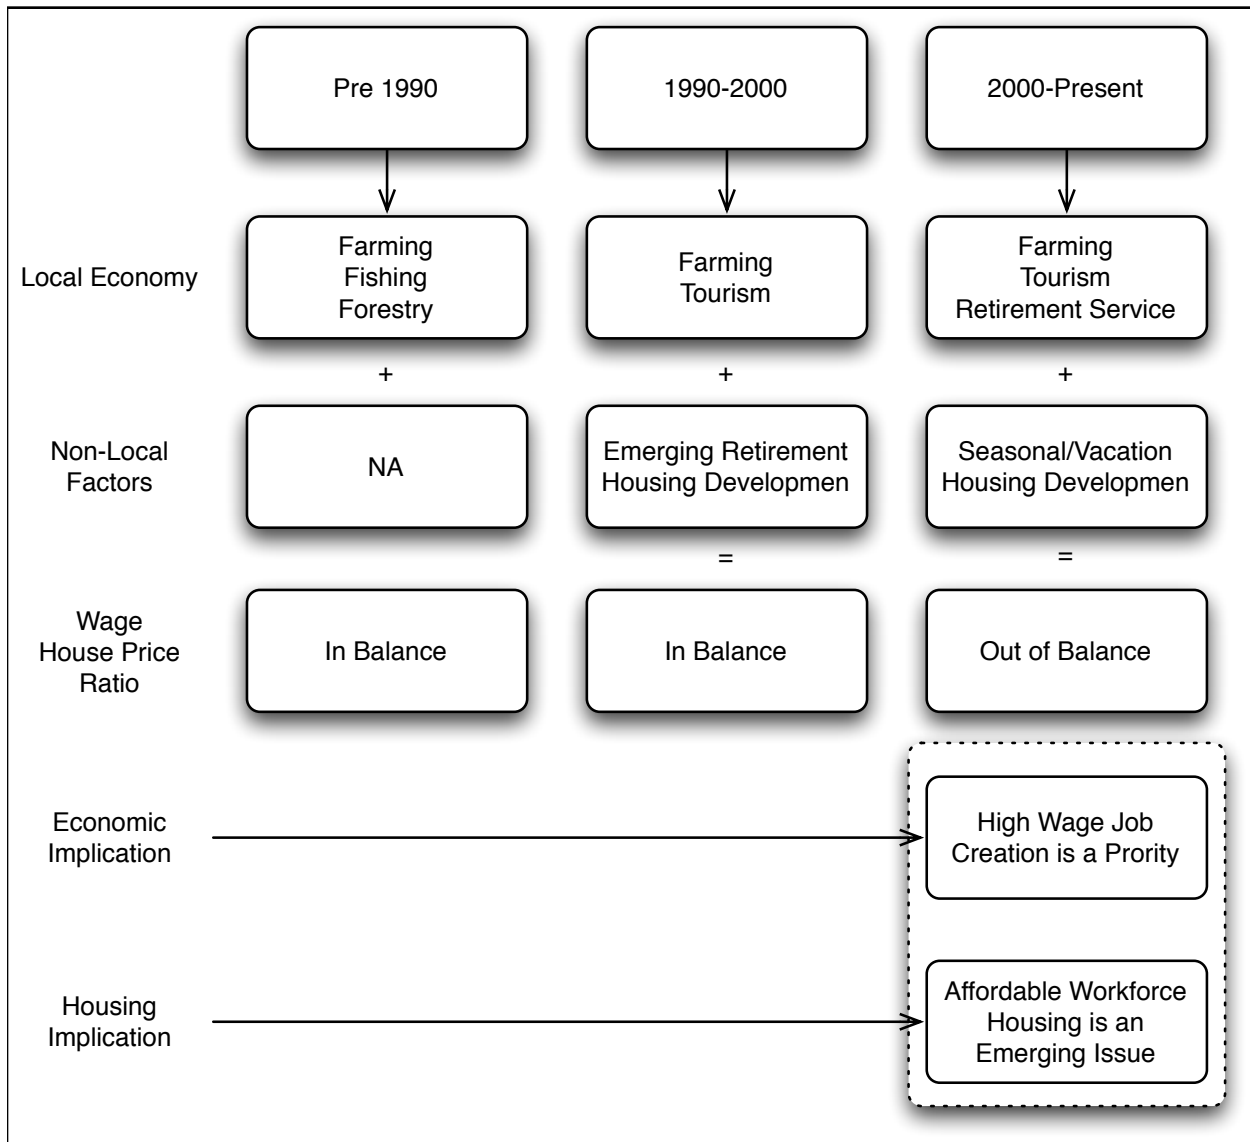 Pre 1990
1990-2000
2000-Present
Local Economy
Farming
Fishing
Forestry
Farming
Tourism
Farming
Tourism
Retirement Service
+
+
+
Non-Local
Factors
NA
Emerging Retirement
Housing Developmen
Seasonal/Vacation
Housing Developmen
=
=
Wage
House Price
Ratio
In Balance
In Balance
Out of Balance
Economic
Implication
High Wage Job
Creation is a Prority
Housing
Implication
Affordable Workforce
Housing is an
Emerging Issue